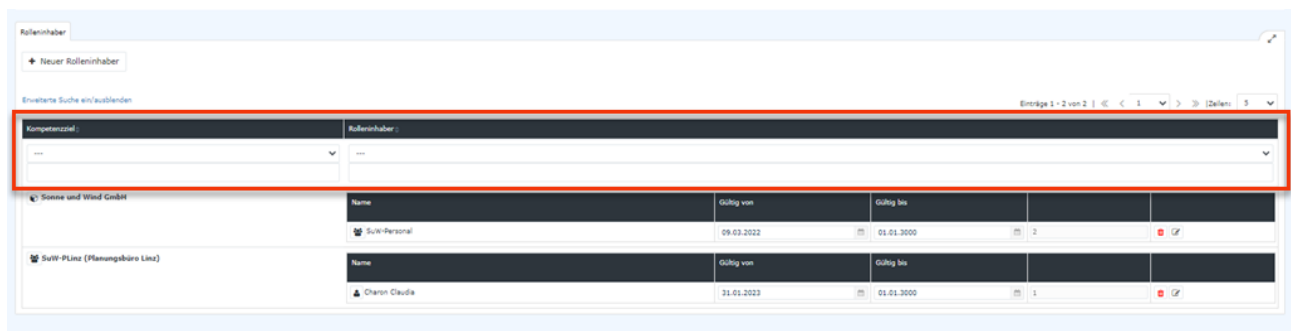 Rolleninhaber
+ Neuer Rolleninhaber
Erweiterte Suche ein/ausblenden
Einträge 1 - 2 von 2 | 1 |Zeilen: 5
Kompetenzziel Rolleninhaber
--- ---
Sonne und Wind GmbH
Name Gültig von Gültig bis
SuW-Personal 09.03.2022 01.01.3000 2
SuW-PLinz (Planungsbüro Linz)
Name Gültig von Gültig bis
Charon Claudia 31.01.2023 01.01.3000 1